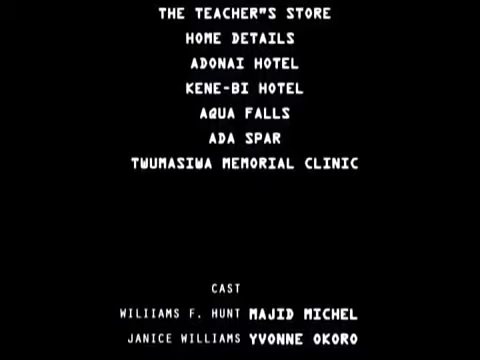 THE TEACHER"S STORE
HOME DETAILS
ADONAI HOTEL
KENE-BI HOTEL
AQUA FALLS
ADA SPAR
TWUMASIWA MEMORIAL CLINIC
CAST
WILIIAMS F. HUNT MAJID MICHEL
JANICE WILLIAMS YVONNE OKORO